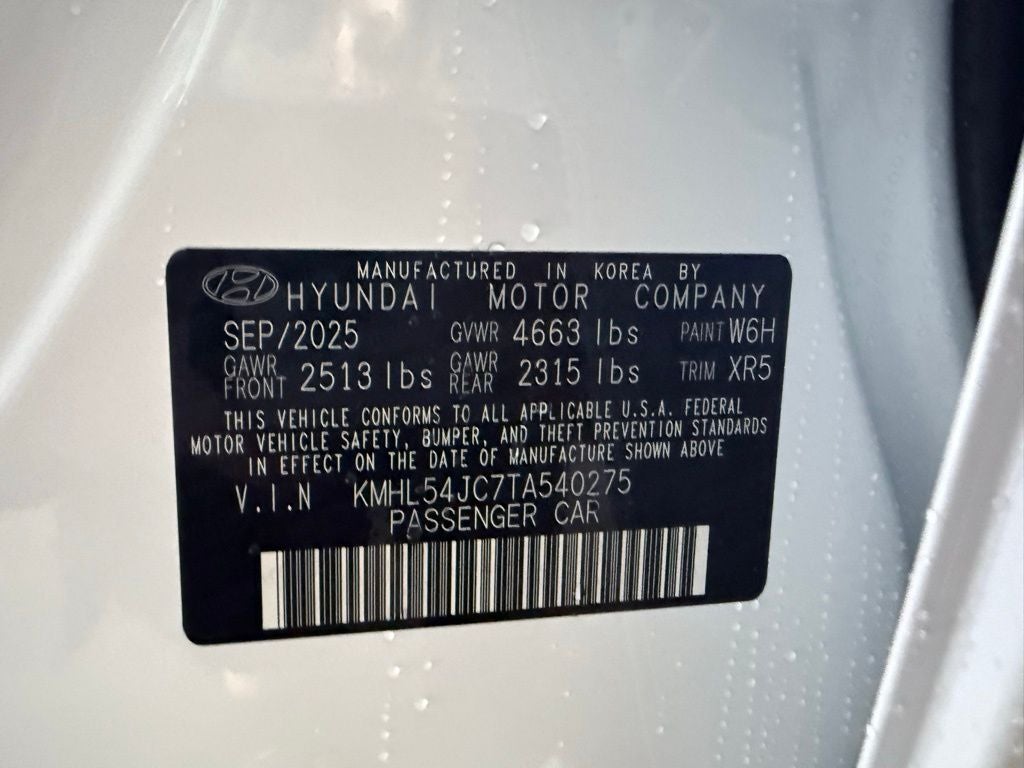 MANUFACTURED IN KOREA BY
HYUNDAI MOTOR COMPANY
SEP/2025 GVWR 4663 lbs PAINT W6H
GAWR FRONT 2513 lbs GAWR REAR 2315 lbs TRIM XR5
THIS VEHICLE CONFORMS TO ALL APPLICABLE U.S.A. FEDERAL
MOTOR VEHICLE SAFETY, BUMPER, AND THEFT PREVENTION STANDARDS
IN EFFECT ON THE DATE OF MANUFACTURE SHOWN ABOVE
V.I.N KMHL54JC7TA540275
PASSENGER CAR